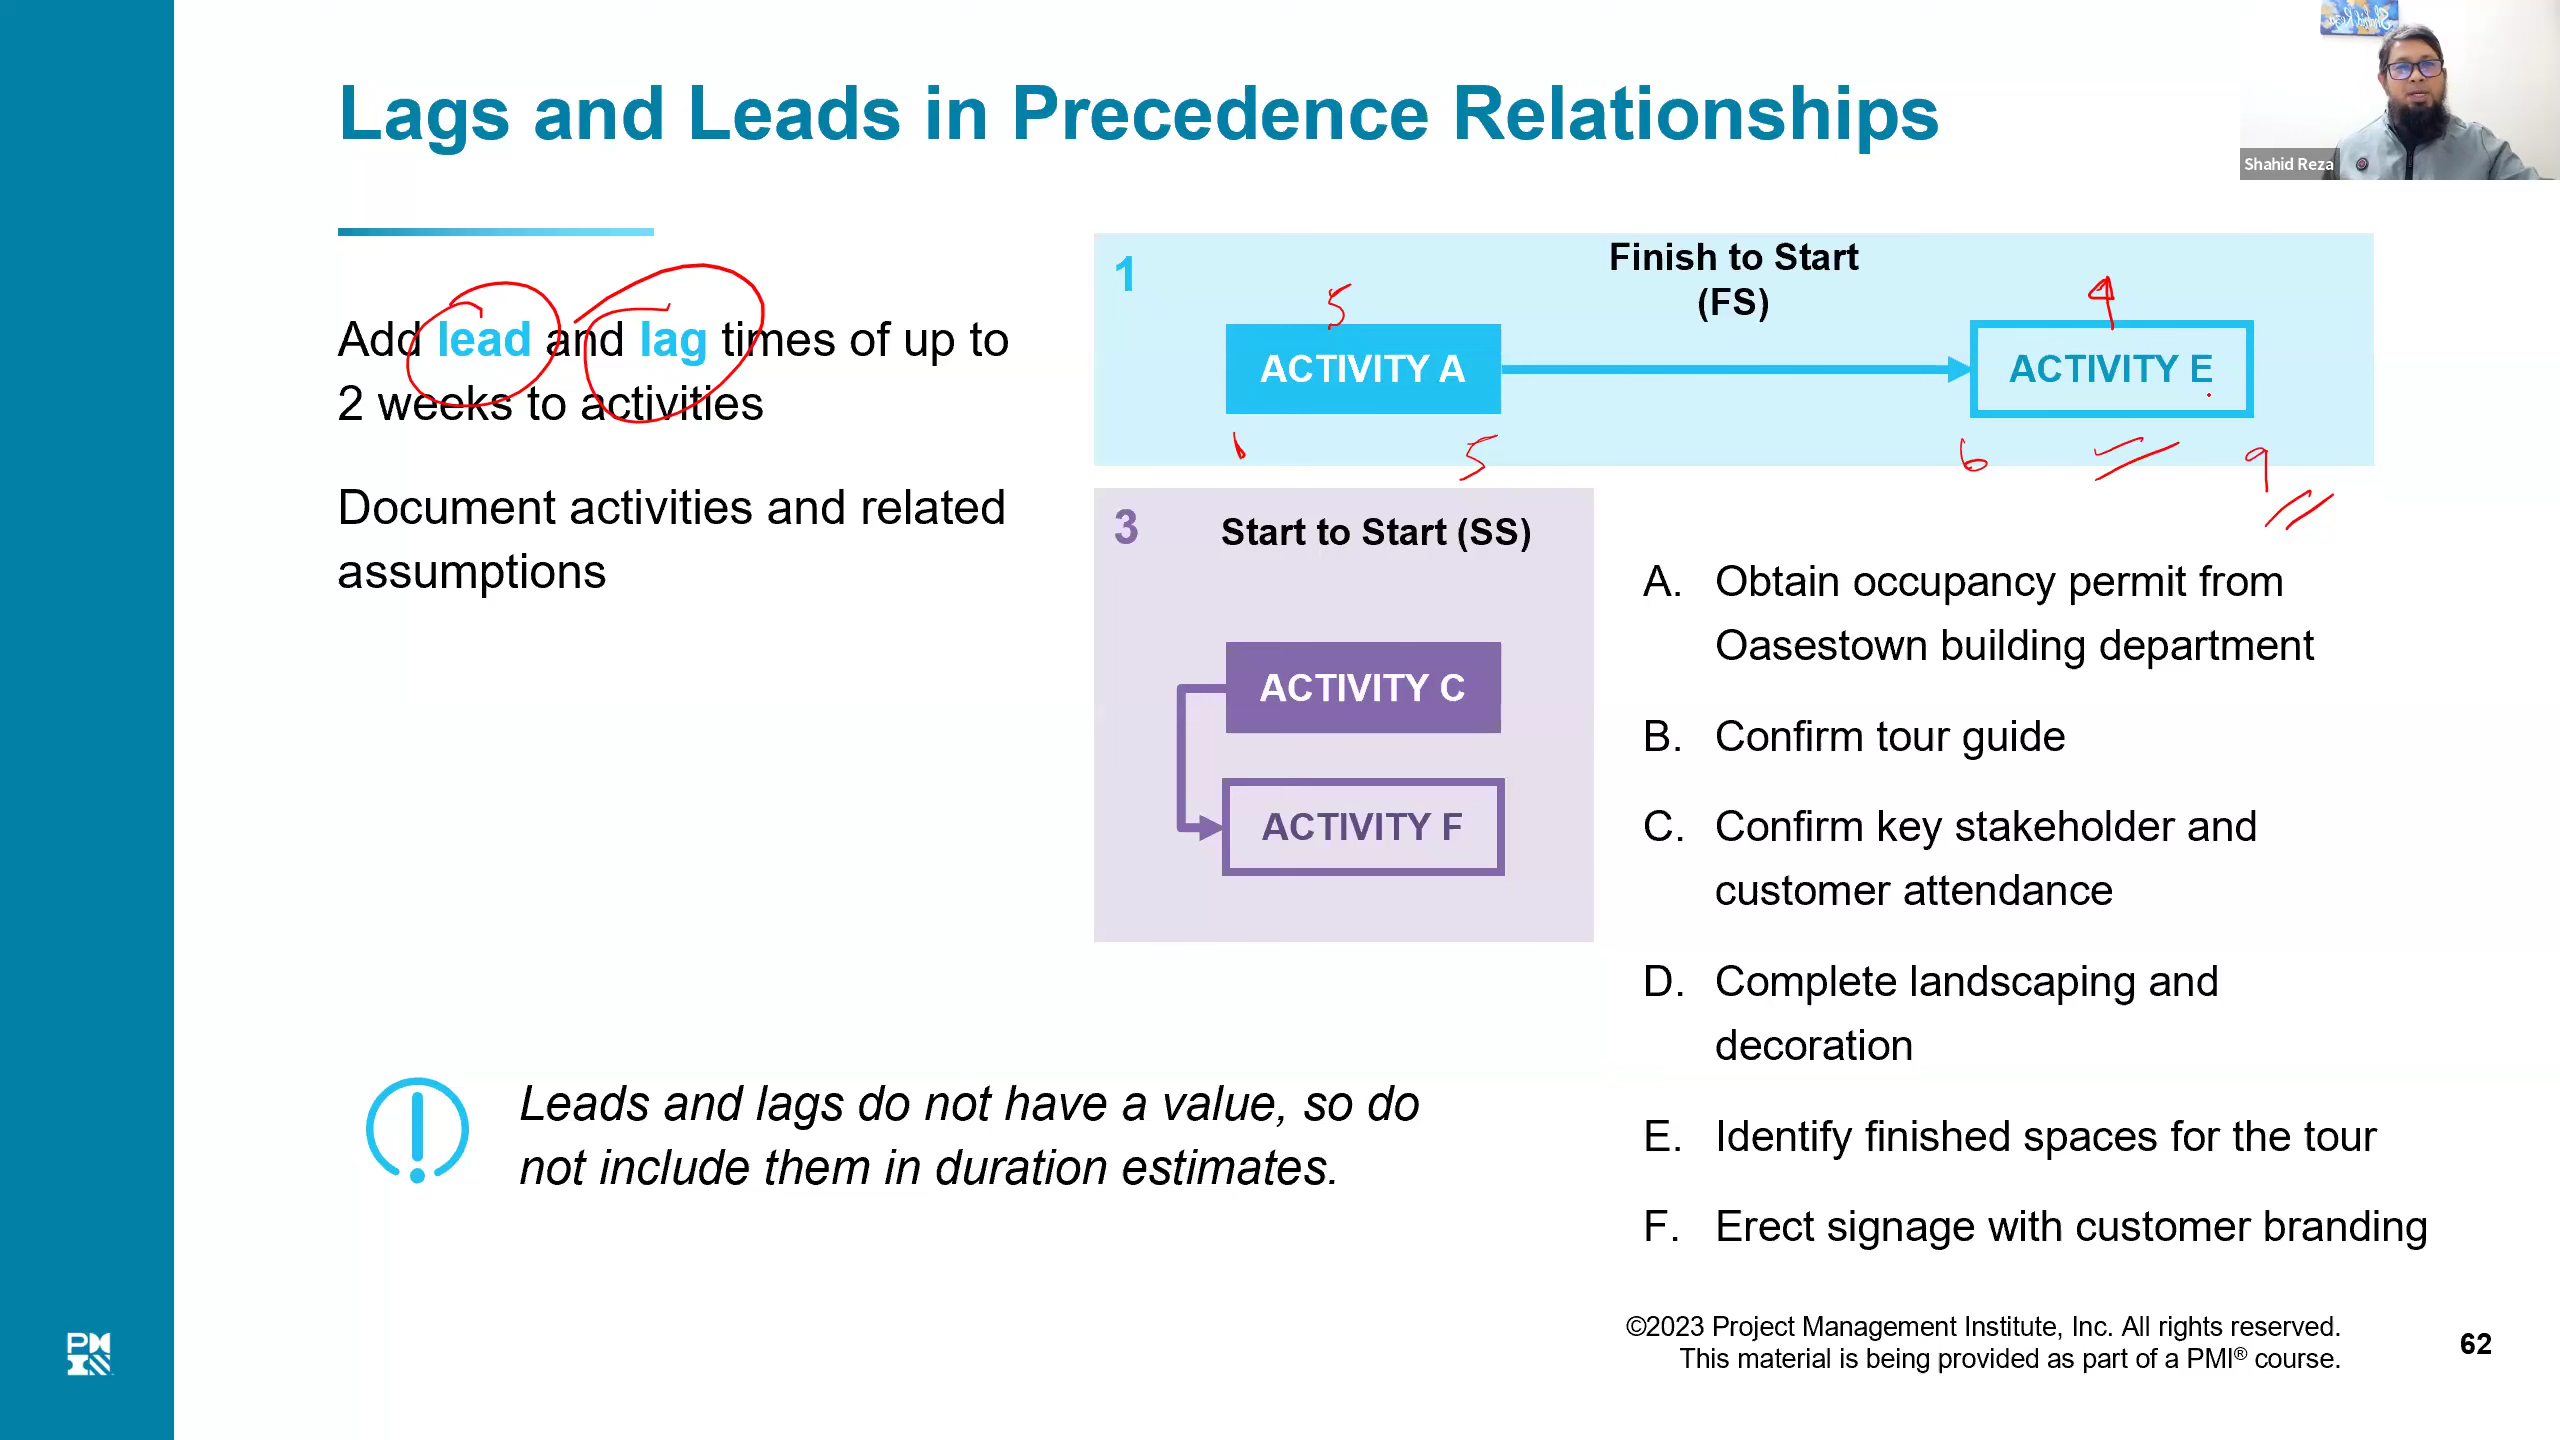 Lags and Leads in Precedence Relationships
Shahid Reza
Add lead and lag times of up to
2 weeks to activities
Document activities and related
assumptions
1
Finish to Start
(FS)
5
4
ACTIVITY A
ACTIVITY E
1
5
6
9
3
Start to Start (SS)
ACTIVITY C
ACTIVITY F
A. Obtain occupancy permit from
Oasestown building department
B. Confirm tour guide
C. Confirm key stakeholder and
customer attendance
D. Complete landscaping and
decoration
E. Identify finished spaces for the tour
F. Erect signage with customer branding
Leads and lags do not have a value, so do
not include them in duration estimates.
©2023 Project Management Institute, Inc. All rights reserved.
This material is being provided as part of a PMI® course.
62